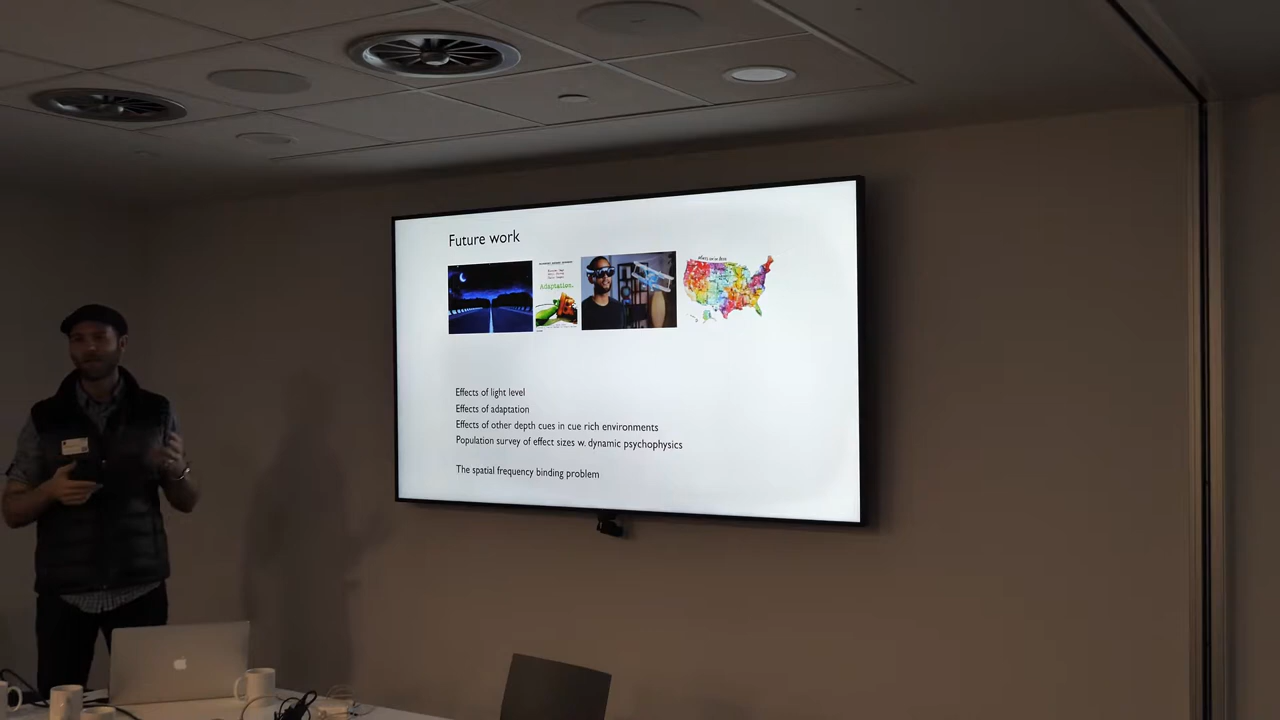 Future work
Adaptation.
Effects of light level
Effects of adaptation
Effects of other depth cues in cue rich environments
Population survey of effect sizes w. dynamic psychophysics
The spatial frequency binding problem